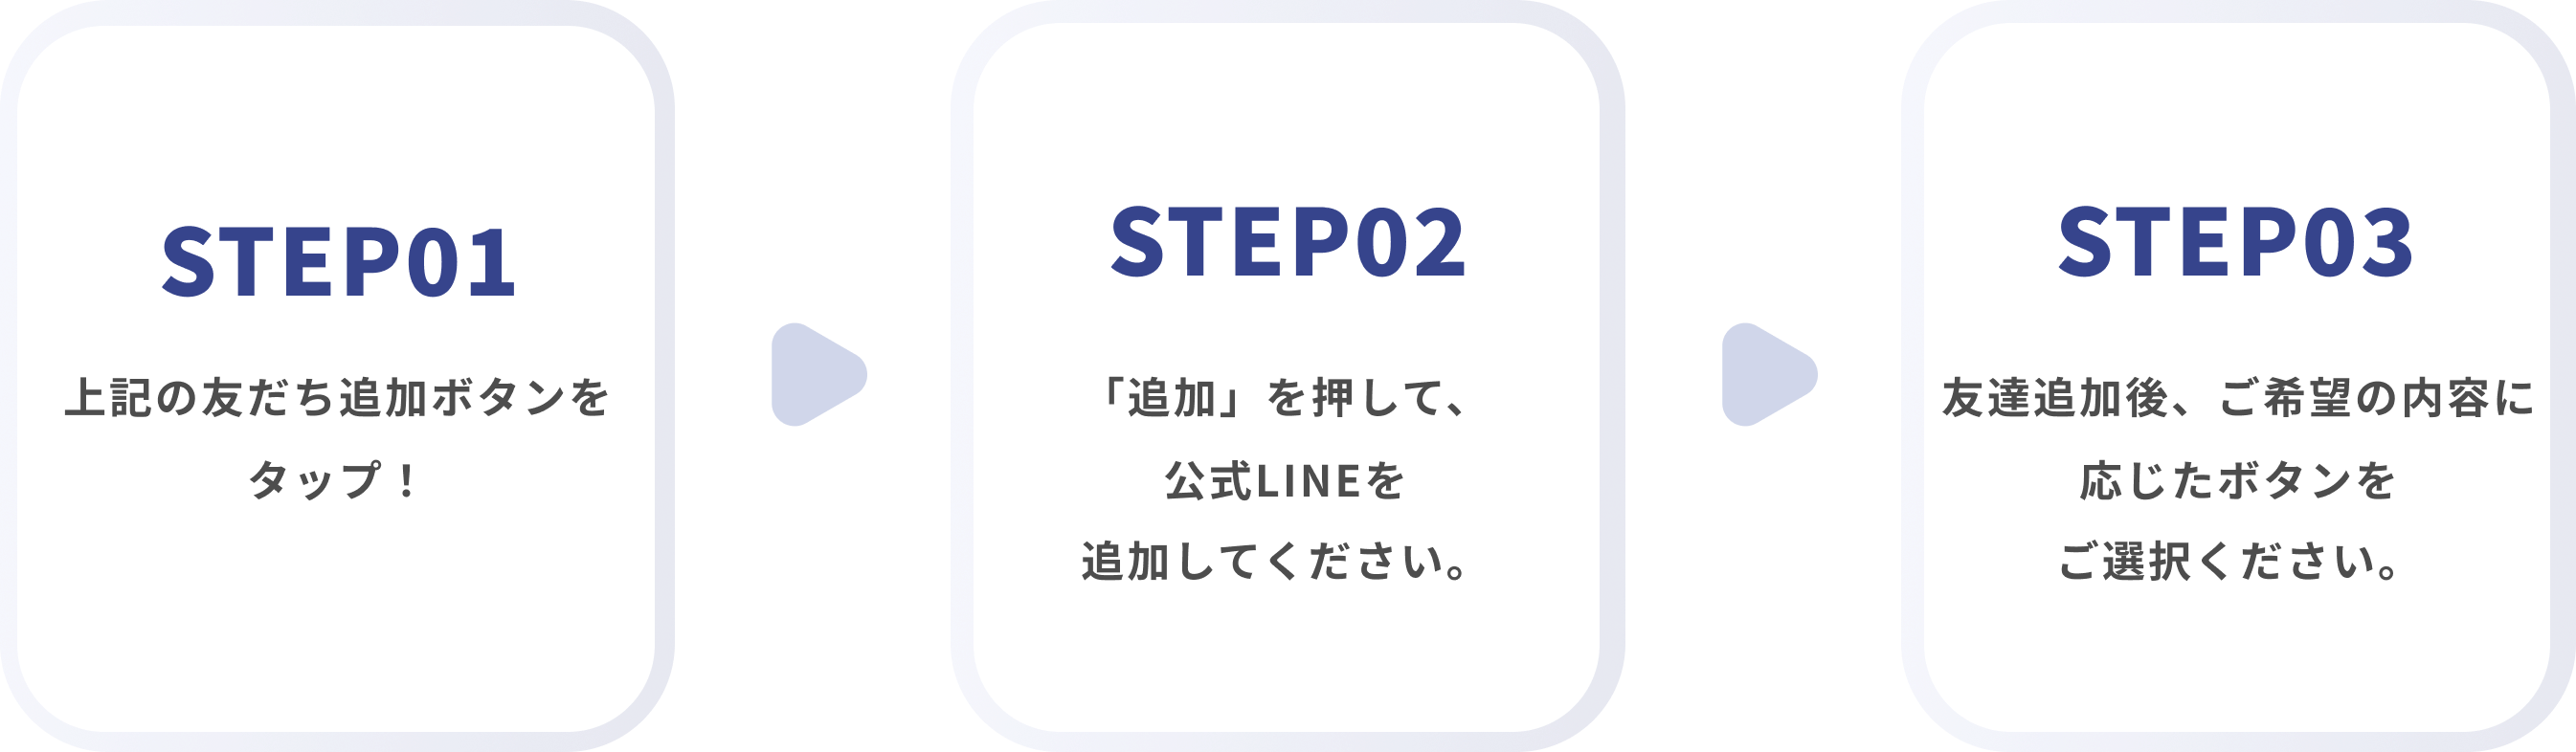 STEP01
上記の友だち追加ボタンを
タップ！
STEP02
「追加」を押して、
公式LINEを
追加してください。
STEP03
友達追加後、ご希望の内容に
応じたボタンを
ご選択ください。